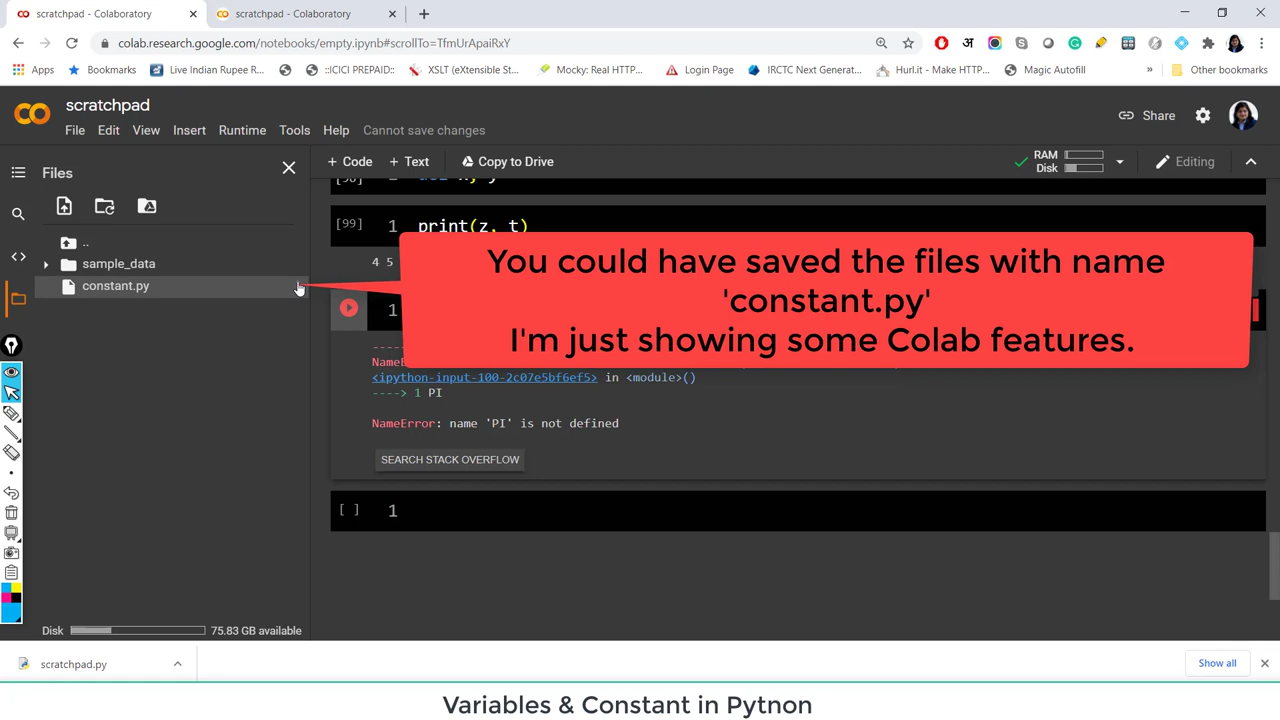 scratchpad - Colaboratory
scratchpad - Colaboratory
colab.research.google.com/notebooks/empty.ipynb#scrollTo=TfmUrApaiRxY
Apps
Bookmarks
Live Indian Rupee R...
::ICICI PREPAID::
XSLT (eXtensible St...
Mocky: Real HTTP...
Login Page
IRCTC Next Generat...
Hurl.it - Make HTTP...
Magic Autofill
»
Other bookmarks
scratchpad
File Edit View Insert Runtime Tools Help Cannot save changes
Share
Files
+ Code + Text Copy to Drive
RAM
Disk
Editing
..
sample_data
constant.py
[99] 1 print(z, t)
4 5
You could have saved the files with name
'constant.py'
I'm just showing some Colab features.
1
<ipython-input-100-2c07e5bf6ef5> in <module>()
----> 1 PI
NameError: name 'PI' is not defined
SEARCH STACK OVERFLOW
[ ] 1
Disk 75.83 GB available
scratchpad.py
Show all
Variables & Constant in Pytnon